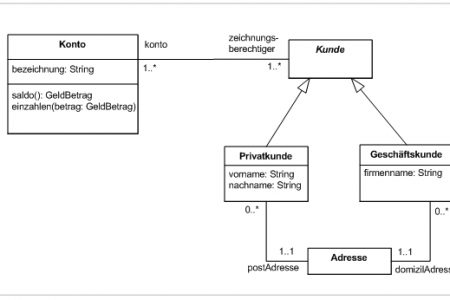 Konto
konto
zeichnungs-
berechtiger
Kunde
bezeichnung: String
1..*
1..*
saldo(): GeldBetrag
einzahlen(betrag: GeldBetrag)
Privatkunde
Geschäftskunde
vorname: String
nachname: String
firmenname: String
0..*
0..*
1..1
Adresse
1..1
postAdresse
domizilAdresse